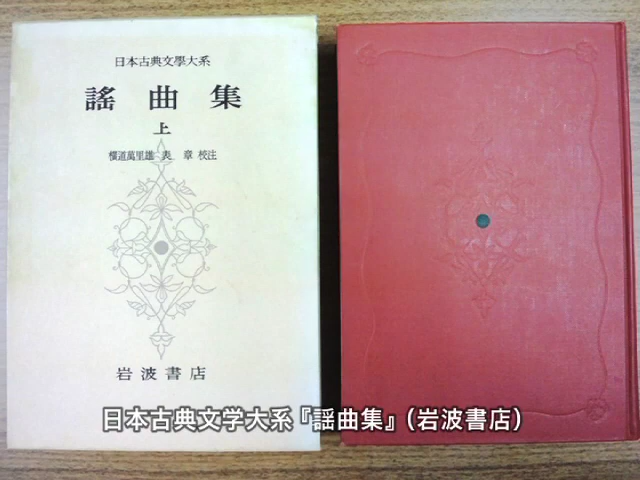 日本古典文學大系
謠曲集
上
横道萬里雄 表章 校注
岩波書店
日本古典文学大系『謡曲集』（岩波書店）